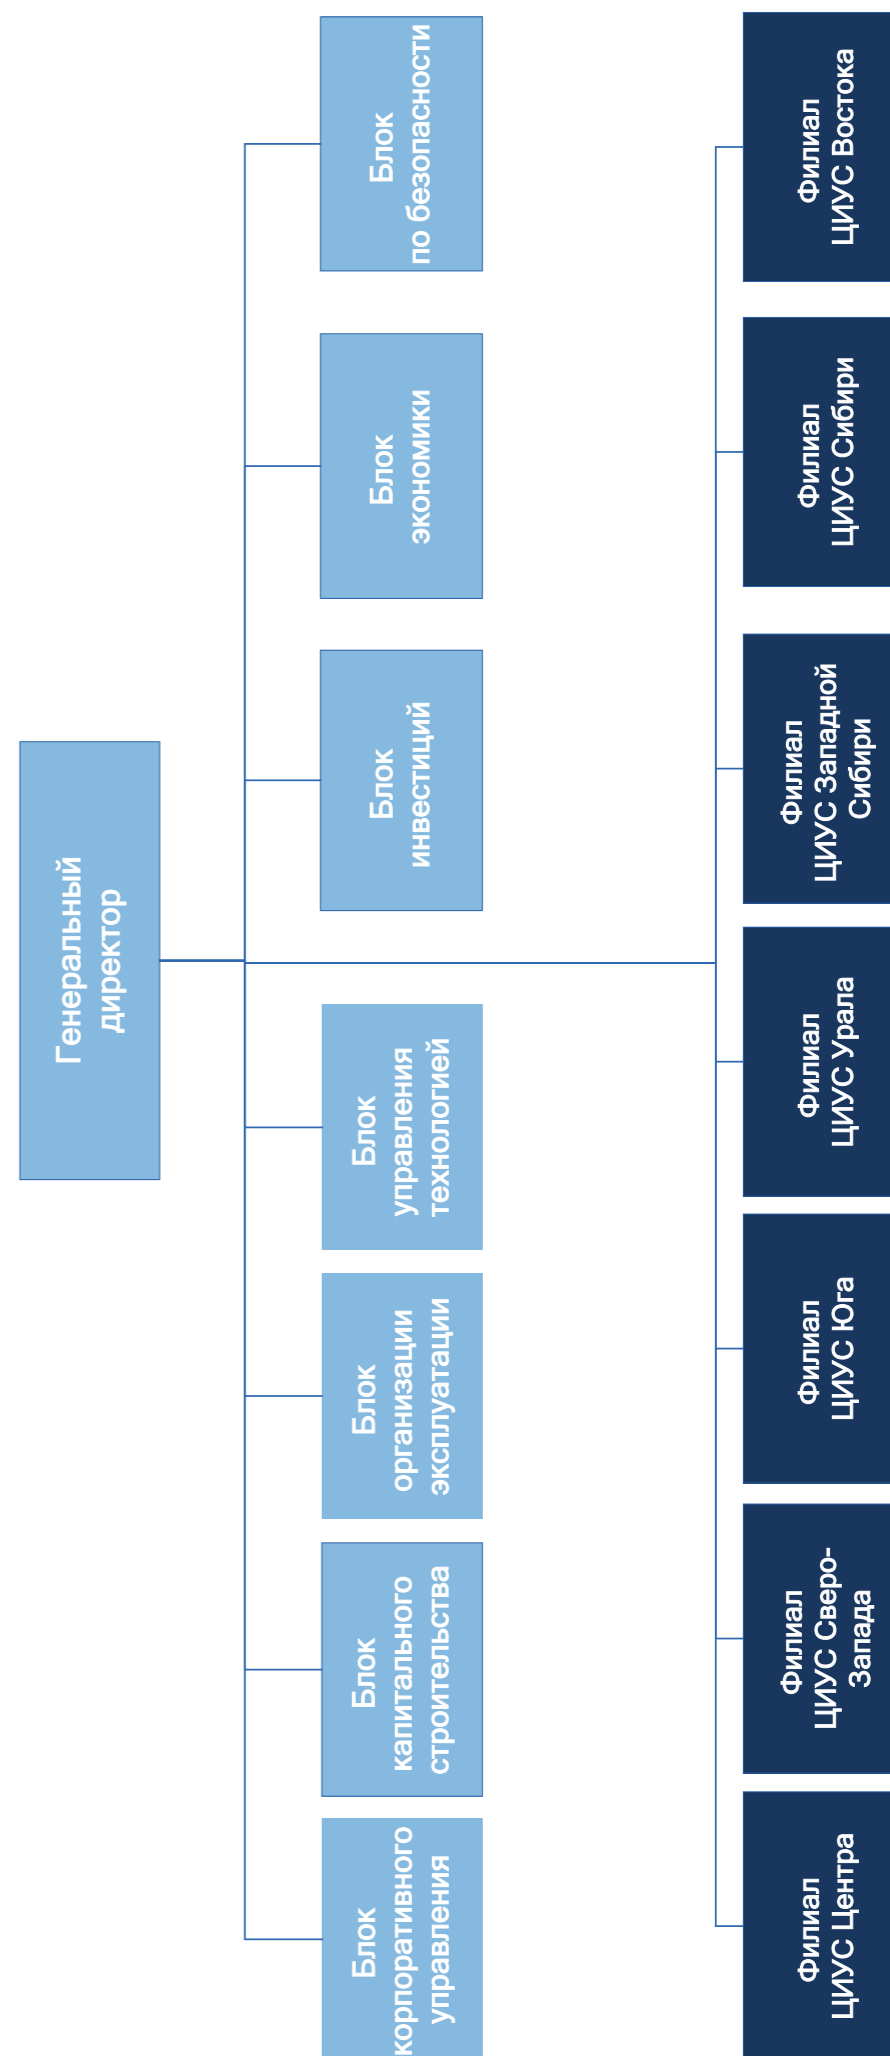 Генеральный
директор
Блок
корпоративного
управления
Блок
капитального
строительства
Блок
организации
эксплуатации
Блок
управления
технологией
Блок
инвестиций
Блок
экономики
Блок
по безопасности
Филиал
ЦИУС Центра
Филиал
ЦИУС Сверо-
Запада
Филиал
ЦИУС Юга
Филиал
ЦИУС Урала
Филиал
ЦИУС Западной
Сибири
Филиал
ЦИУС Сибири
Филиал
ЦИУС Востока